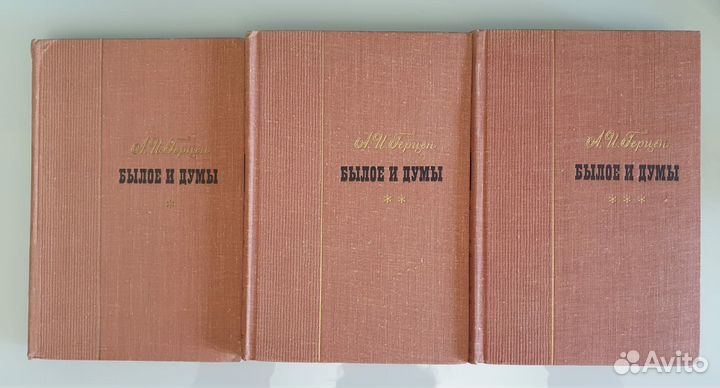 А. И. Герцен
БЫЛОЕ И ДУМЫ
*
А. И. Герцен
БЫЛОЕ И ДУМЫ
* *
А. И. Герцен
БЫЛОЕ И ДУМЫ
* * *
Avito